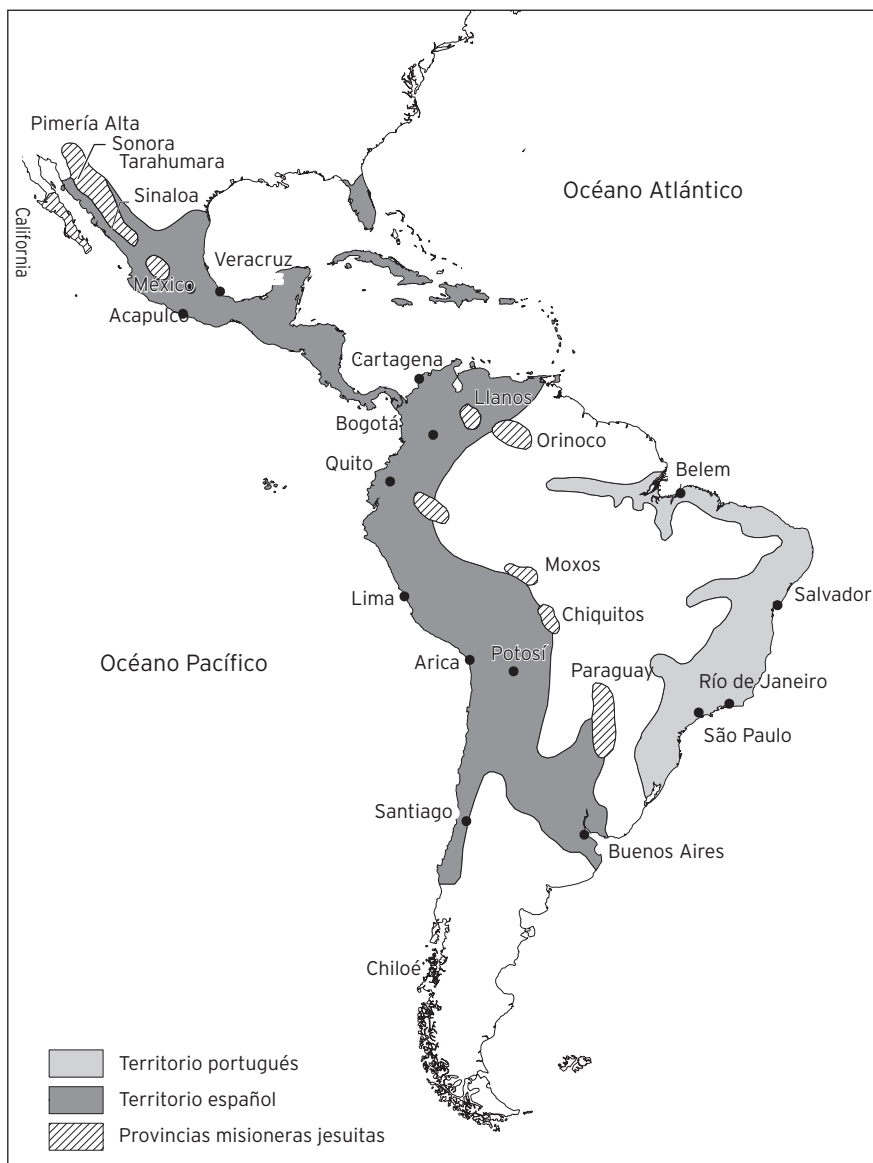 Pimería Alta
Sonora
Tarahumara
Sinaloa
California
Océano Atlántico
Veracruz
México
Acapulco
Cartagena
Llanos
Bogotá
Orinoco
Quito
Belem
Moxos
Lima
Chiquitos
Salvador
Océano Pacífico
Arica
Potosí
Paraguay
Río de Janeiro
São Paulo
Santiago
Buenos Aires
Chiloé
Territorio portugués
Territorio español
Provincias misioneras jesuitas